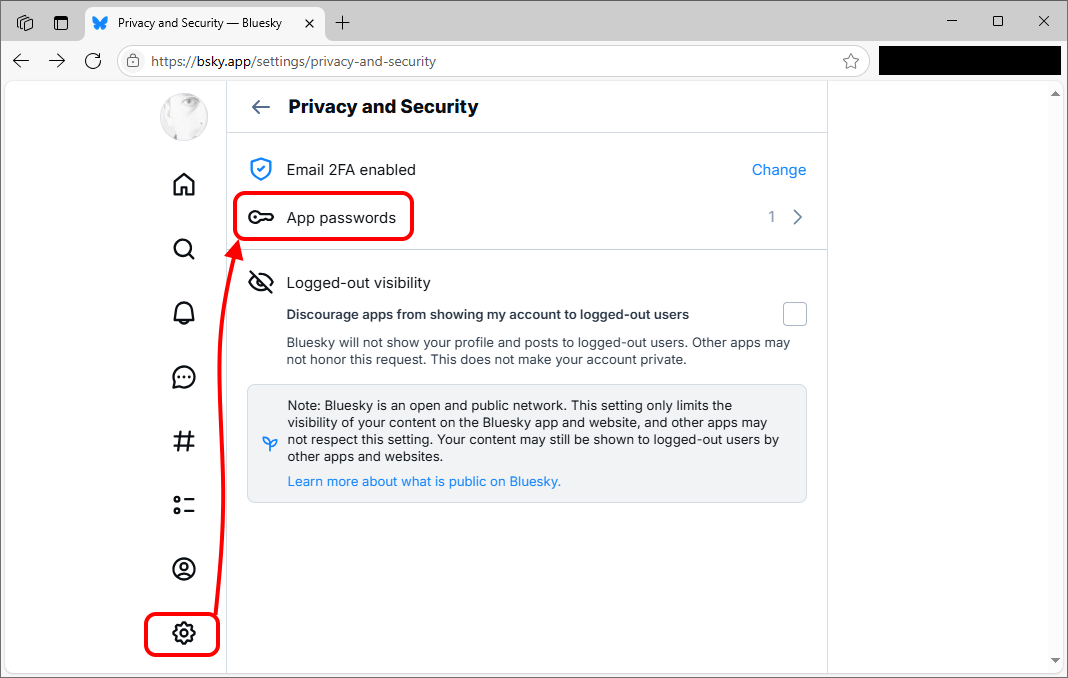 Privacy and Security — Bluesky
https://bsky.app/settings/privacy-and-security
Privacy and Security
Email 2FA enabled
Change
App passwords
1
Logged-out visibility
Discourage apps from showing my account to logged-out users
Bluesky will not show your profile and posts to logged-out users. Other apps may
not honor this request. This does not make your account private.
Note: Bluesky is an open and public network. This setting only limits the
visibility of your content on the Bluesky app and website, and other apps may
not respect this setting. Your content may still be shown to logged-out users by
other apps and websites.
Learn more about what is public on Bluesky.